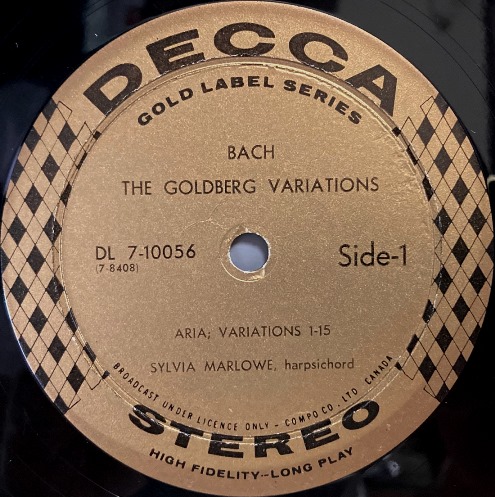 DECCA
GOLD LABEL SERIES
BACH
THE GOLDBERG VARIATIONS
DL 7-10056
(7-8408)
Side-1
ARIA; VARIATIONS 1-15
SYLVIA MARLOWE, harpsichord
BROADCAST UNDER LICENCE ONLY - COMPO CO. LTD. CANADA
STEREO
HIGH FIDELITY--LONG PLAY